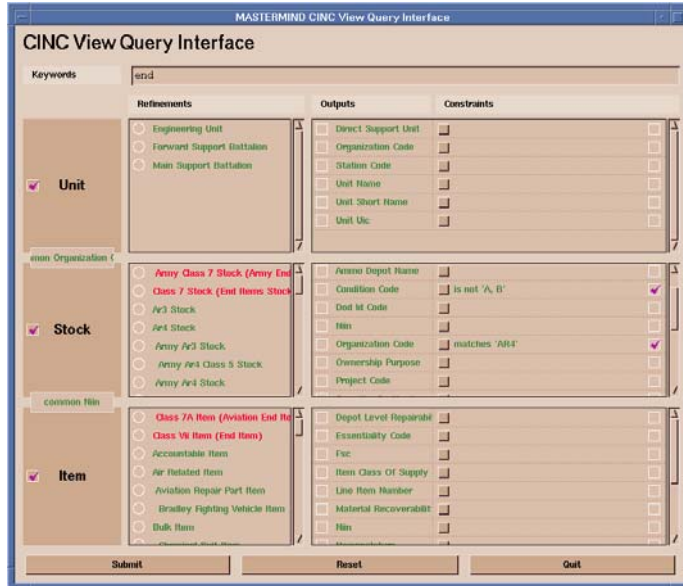 MASTERMIND CINC View Query Interface
CINC View Query Interface
Keywords
end
Refinements
Outputs
Constraints
Unit
Engineering Unit
Forward Support Battalion
Main Support Battalion
Direct Support Unit
Organization Code
Station Code
Unit Name
Unit Short Name
Unit Uic
mon Organization C
Stock
Army Class 7 Stock (Army End
Class 7 Stock (End Items Stock
Ar3 Stock
Ar4 Stock
Army Ar3 Stock
Army Ar4 Class 5 Stock
Army Ar4 Stock
Ammo Depot Name
Condition Code is not 'A, B'
Dod Id Code
Niin
Organization Code matches 'AR4'
Ownership Purpose
Project Code
common Niin
Item
Class 7A Item (Aviation End Ite
Class Vii Item (End Item)
Accountable Item
Air Related Item
Aviation Repair Part Item
Bradley Fighting Vehicle Item
Bulk Item
Depot Level Repairabi
Essentiality Code
Fsc
Item Class Of Supply
Line Item Number
Material Recoverabilit
Niin
Submit
Reset
Quit